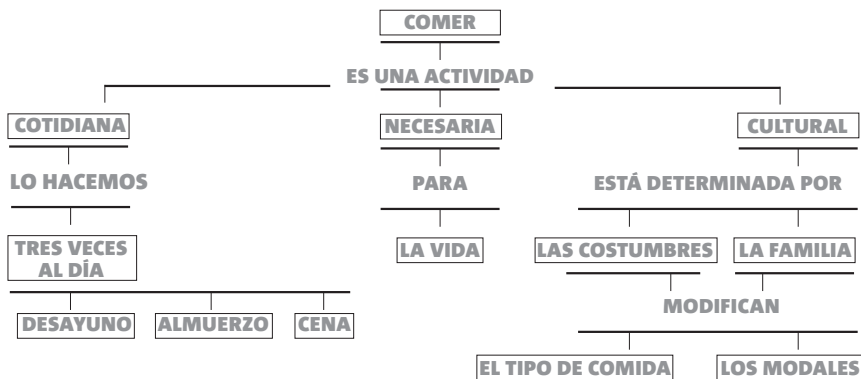 COMER
ES UNA ACTIVIDAD
COTIDIANA
NECESARIA
CULTURAL
LO HACEMOS
PARA
ESTÁ DETERMINADA POR
TRES VECES
AL DÍA
LA VIDA
LAS COSTUMBRES
LA FAMILIA
DESAYUNO
ALMUERZO
CENA
MODIFICAN
EL TIPO DE COMIDA
LOS MODALES